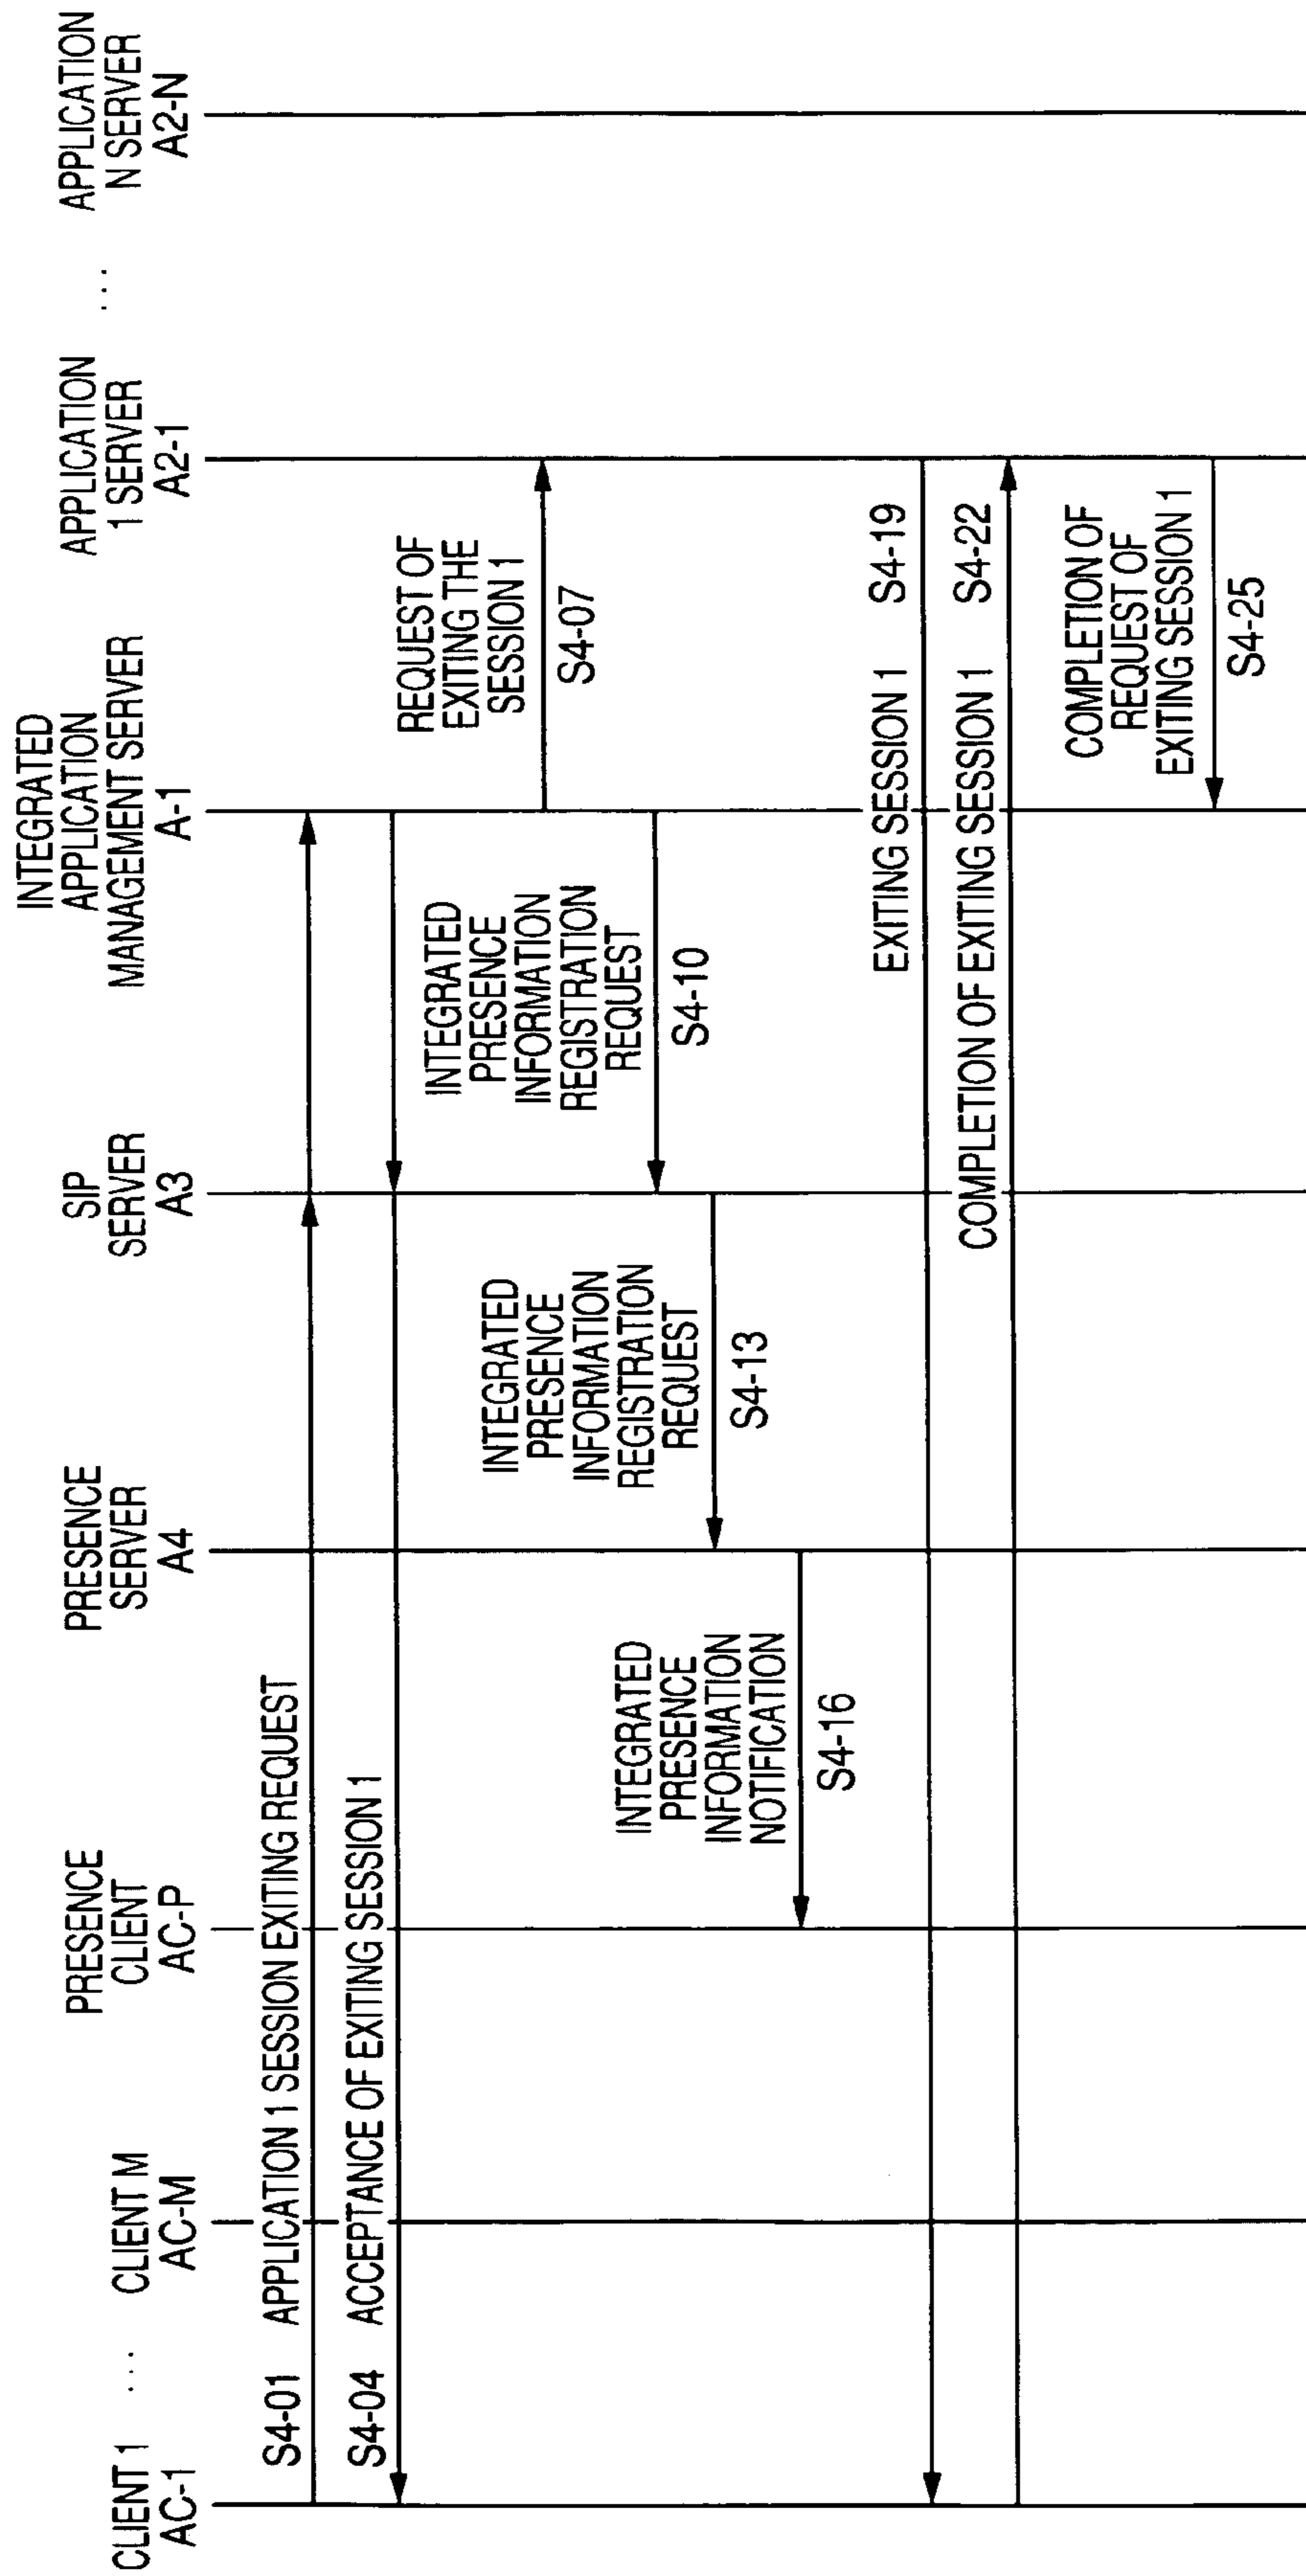 CLIENT 1
AC-1
...
CLIENT M
AC-M
PRESENCE
CLIENT
AC-P
PRESENCE
SERVER
A4
SIP
SERVER
A3
INTEGRATED
APPLICATION
MANAGEMENT SERVER
A-1
APPLICATION
1 SERVER
A2-1
...
APPLICATION
N SERVER
A2-N
S4-01 APPLICATION 1 SESSION EXITING REQUEST
S4-04 ACCEPTANCE OF EXITING SESSION 1
REQUEST OF
EXITING THE
SESSION 1
S4-07
INTEGRATED
PRESENCE
INFORMATION
REGISTRATION
REQUEST
S4-10
INTEGRATED
PRESENCE
INFORMATION
REGISTRATION
REQUEST
S4-13
INTEGRATED
PRESENCE
INFORMATION
NOTIFICATION
S4-16
EXITING SESSION 1 S4-19
COMPLETION OF EXITING SESSION 1 S4-22
COMPLETION OF
REQUEST OF
EXITING SESSION 1
S4-25